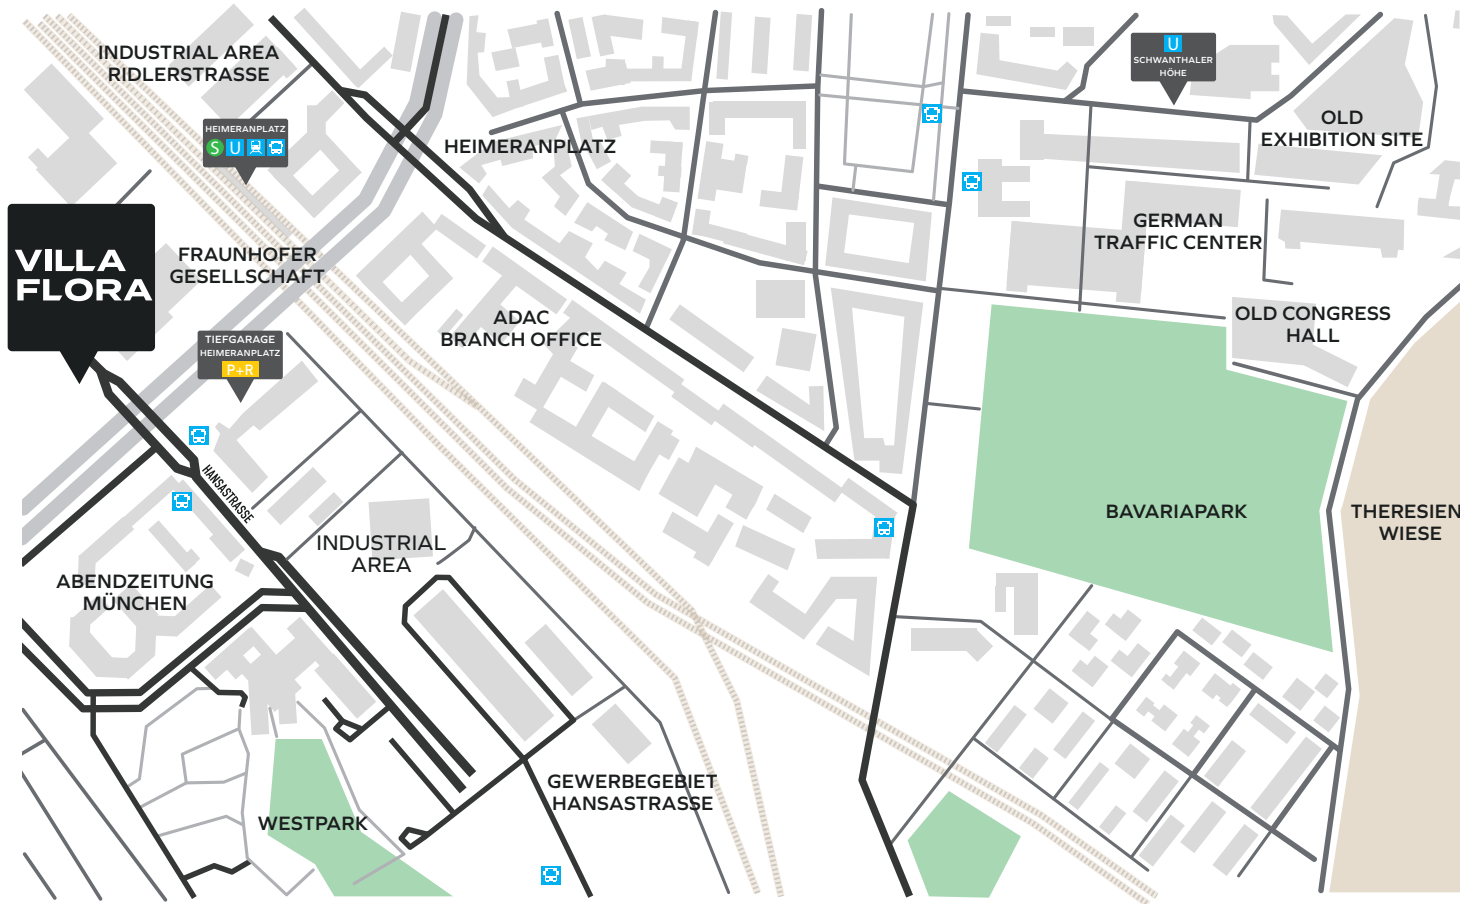 INDUSTRIAL AREA
RIDLERSTRASSE
U
SCHWANTHALER
HÖHE
OLD
EXHIBITION SITE
HEIMERANPLATZ
S U
HEIMERANPLATZ
GERMAN
TRAFFIC CENTER
VILLA
FLORA
FRAUNHOFER
GESELLSCHAFT
ADAC
BRANCH OFFICE
OLD CONGRESS
HALL
TIEFGARAGE
HEIMERANPLATZ
P+R
HANSASTRASSE
BAVARIAPARK
THERESIEN
WIESE
INDUSTRIAL
AREA
ABENDZEITUNG
MÜNCHEN
GEWERBEGEBIET
HANSASTRASSE
WESTPARK